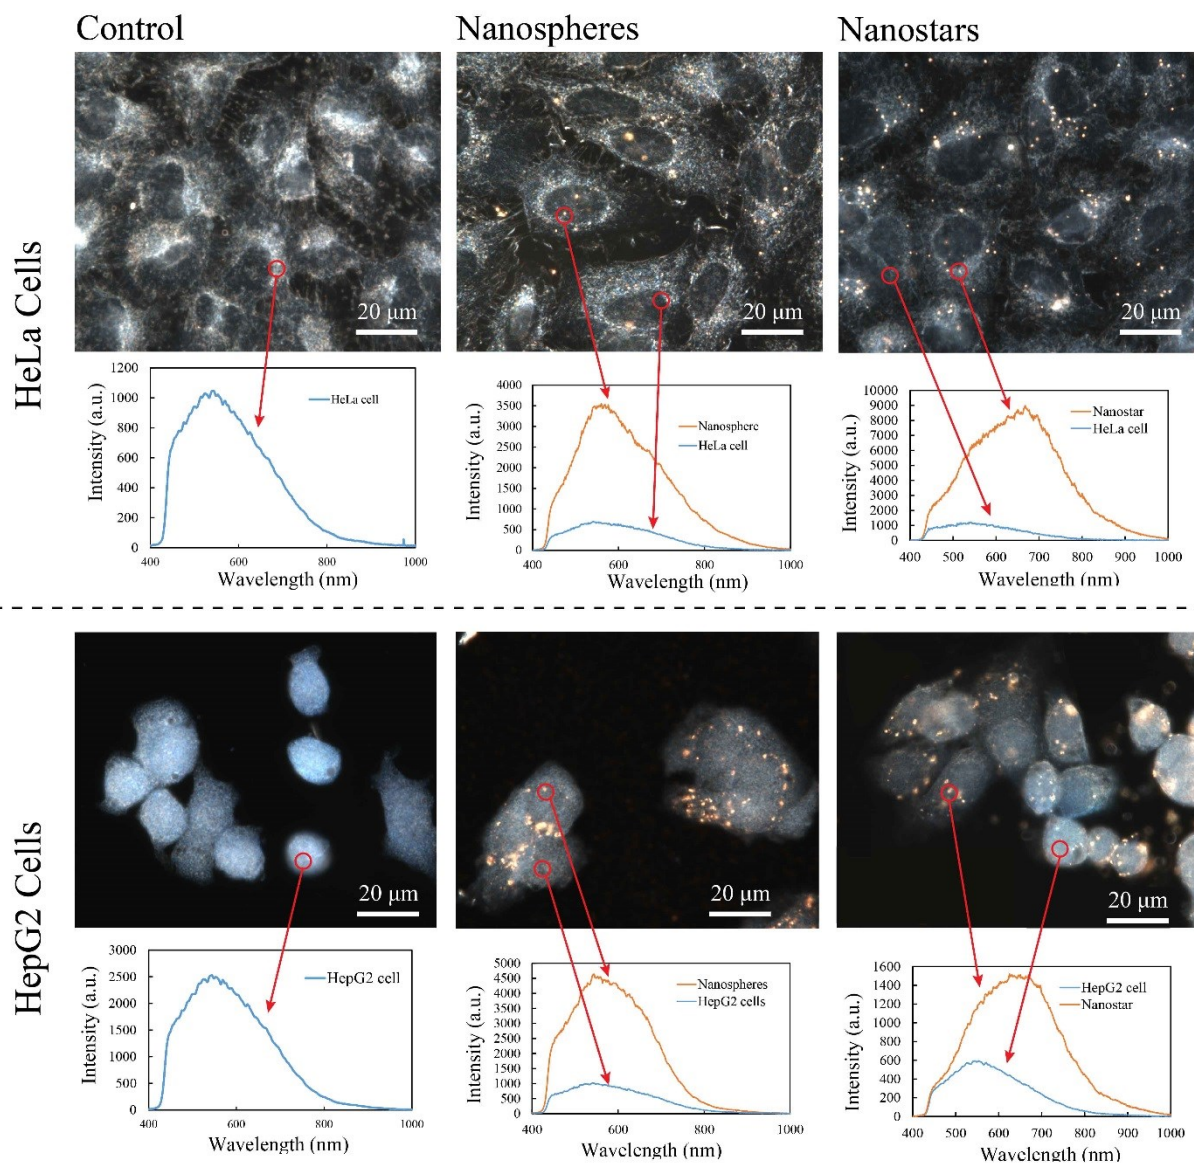 Control
Nanospheres
Nanostars
HeLa Cells
20 μm
20 μm
20 μm
Intensity (a.u.)
1200
1000
800
600
400
200
0
HeLa cell
400
600
800
1000
Wavelength (nm)
Intensity (a.u.)
4000
3500
3000
2500
2000
1500
1000
500
0
Nanosphere
HeLa cell
400
600
800
1000
Wavelength (nm)
Intensity (a.u.)
10000
9000
8000
7000
6000
5000
4000
3000
2000
1000
0
Nanostar
HeLa cell
400
500
600
700
800
900
1000
Wavelength (nm)
HepG2 Cells
20 μm
20 μm
20 μm
Intensity (a.u.)
3000
2500
2000
1500
1000
500
0
HepG2 cell
400
600
800
1000
Wavelength (nm)
Intensity (a.u.)
5000
4500
4000
3500
3000
2500
2000
1500
1000
500
0
Nanospheres
HepG2 cells
400
600
800
1000
Wavelength (nm)
Intensity (a.u.)
1600
1400
1200
1000
800
600
400
200
0
HepG2 cell
Nanostar
400
500
600
700
800
900
1000
Wavelength (nm)